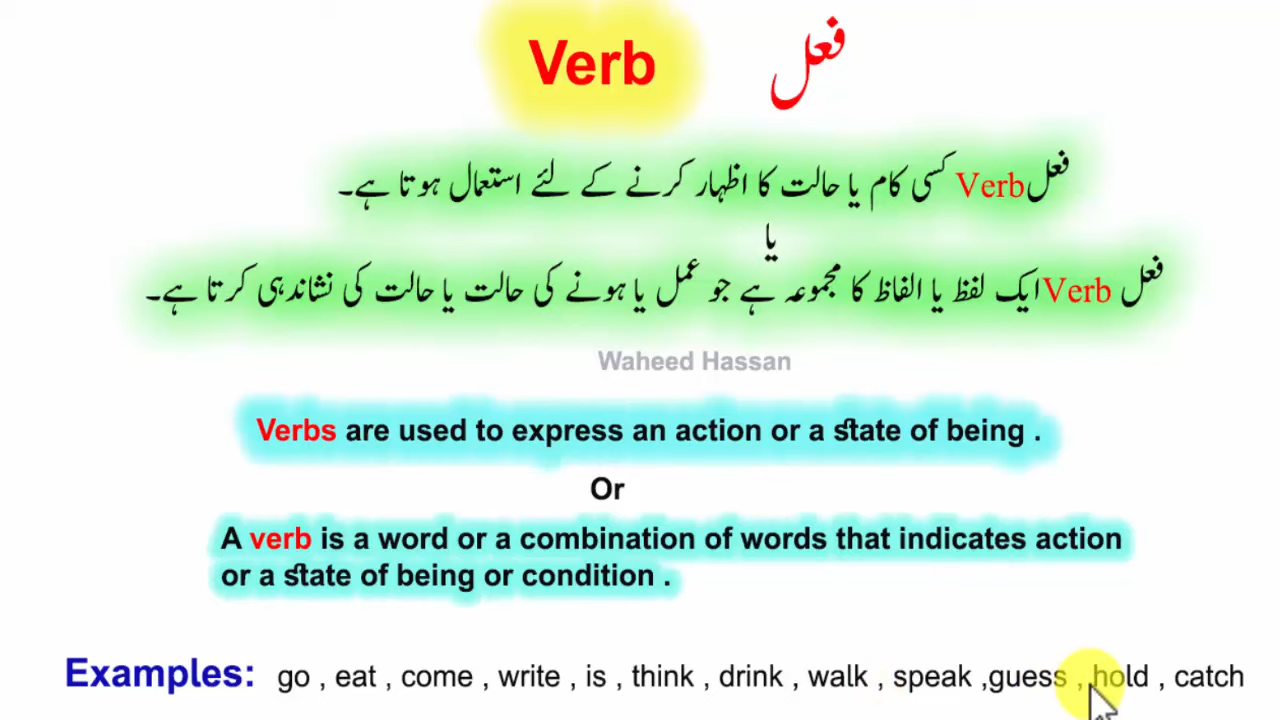 Verb فعل
فعل Verb کسی کام یا حالت کا اظہار کرنے کے لئے استعمال ہوتا ہے۔
یا
فعل Verb ایک لفظ یا الفاظ کا مجموعہ ہے جو عمل یا ہونے کی حالت یا حالت کی نشاندہی کرتا ہے۔
Waheed Hassan
Verbs are used to express an action or a state of being .
Or
A verb is a word or a combination of words that indicates action
or a state of being or condition .
Examples: go , eat , come , write , is , think , drink , walk , speak ,guess , hold , catch